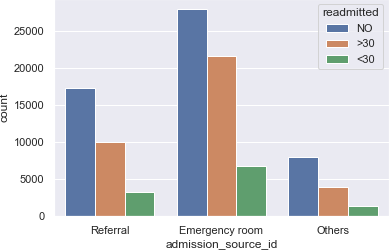 readmitted
NO
>30
<30
25000
20000
15000
10000
5000
0
count
Referral
Emergency room
Others
admission_source_id